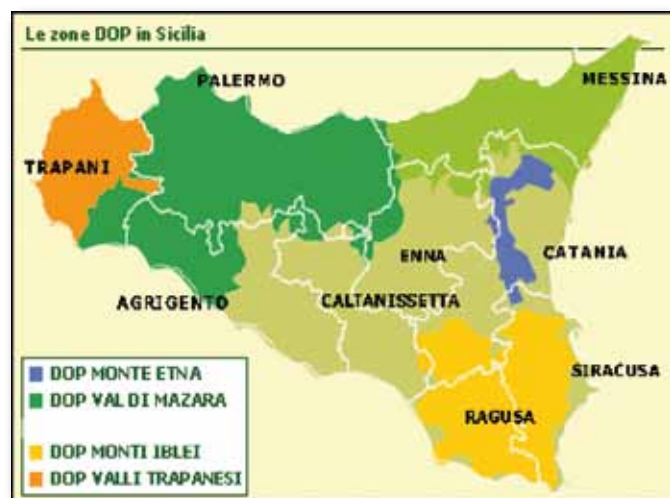 Le zone DOP in Sicilia
PALERMO
MESSINA
TRAPANI
ENNA
CATANIA
AGRIGENTO
CALTANISSETTA
SIRACUSA
RAGUSA
DOP MONTE ETNA
DOP VAL DI MAZARA
DOP MONTI IBLEI
DOP VALLI TRAPANESI